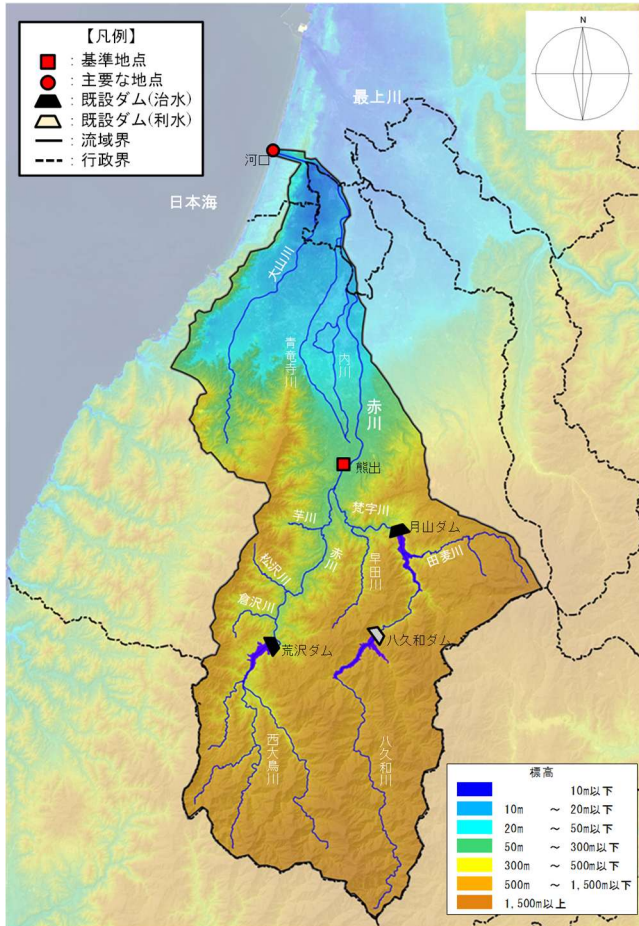 【凡例】
: 基準地点
: 主要な地点
: 既設ダム(治水)
: 既設ダム(利水)
: 流域界
: 行政界
N
最上川
河口
日本海
大山川
青竜寺川
内川
赤川
熊出
梵字川
芋川
月山ダム
赤川
早田川
田麦川
松沢川
倉沢川
荒沢ダム
八久和ダム
西大鳥川
八久和川
標高
10m以下
10m ～ 20m以下
20m ～ 50m以下
50m ～ 300m以下
300m ～ 500m以下
500m ～ 1,500m以下
1,500m以上